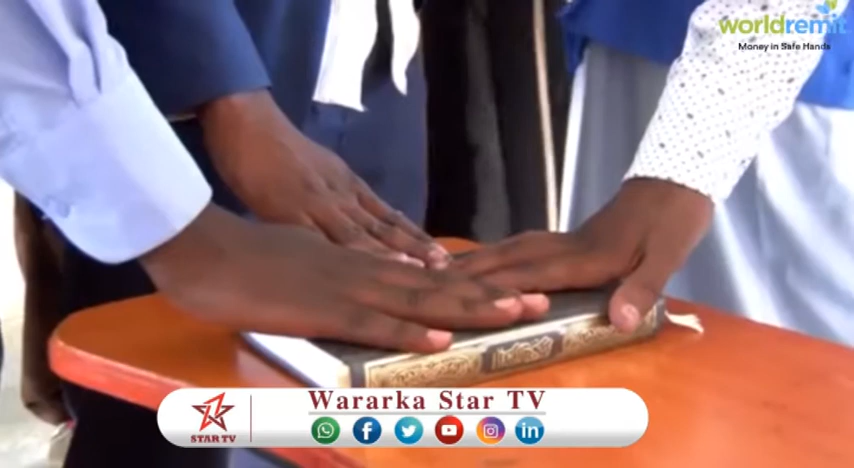 worldremit
Money in Safe Hands
Wararka Star TV
STAR TV